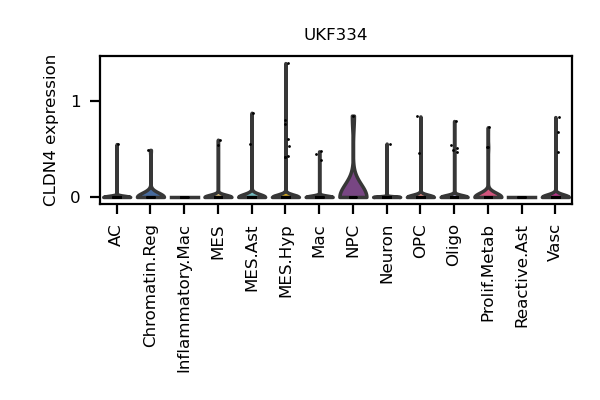 UKF334
CLDN4 expression
1
0
AC
Chromatin.Reg
Inflammatory.Mac
MES
MES.Ast
MES.Hyp
Mac
NPC
Neuron
OPC
Oligo
Prolif.Metab
Reactive.Ast
Vasc